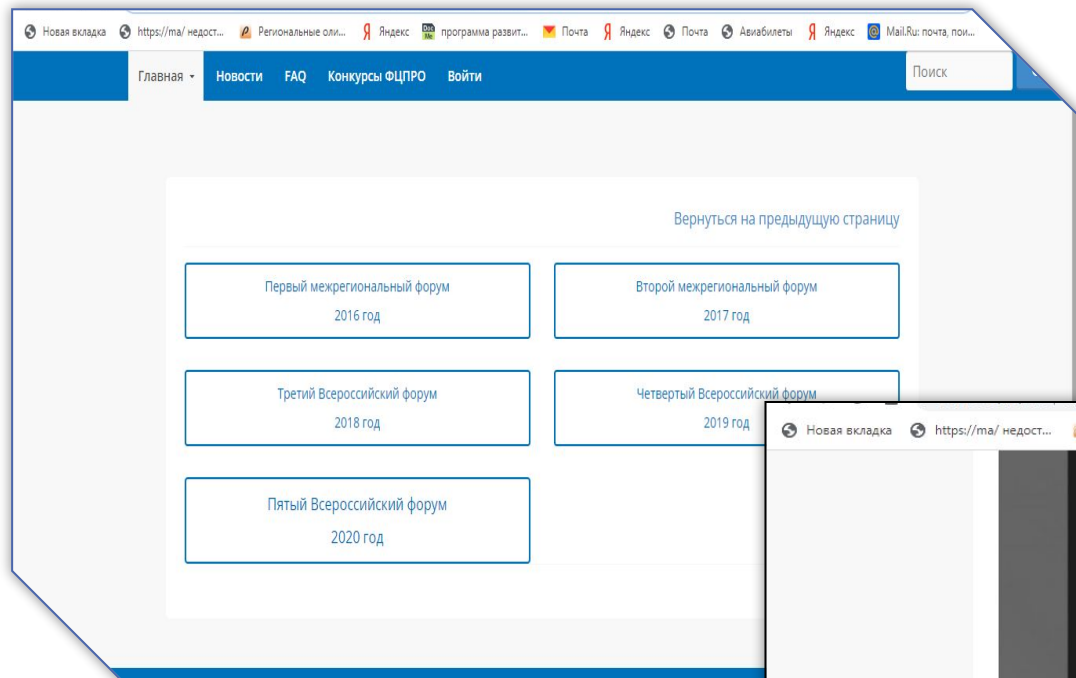 Новая вкладка https://ma/ недост... Региональные оли... Яндекс программа развит... Почта Яндекс Почта Авиабилеты Яндекс Mail.Ru: почта, пои...
Главная Новости FAQ Конкурсы ФЦПРО Войти Поиск
Вернуться на предыдущую страницу
Первый межрегиональный форум
2016 год
Второй межрегиональный форум
2017 год
Третий Всероссийский форум
2018 год
Четвертый Всероссийский форум
2019 год
Пятый Всероссийский форум
2020 год
Новая вкладка https://ma/ недост...